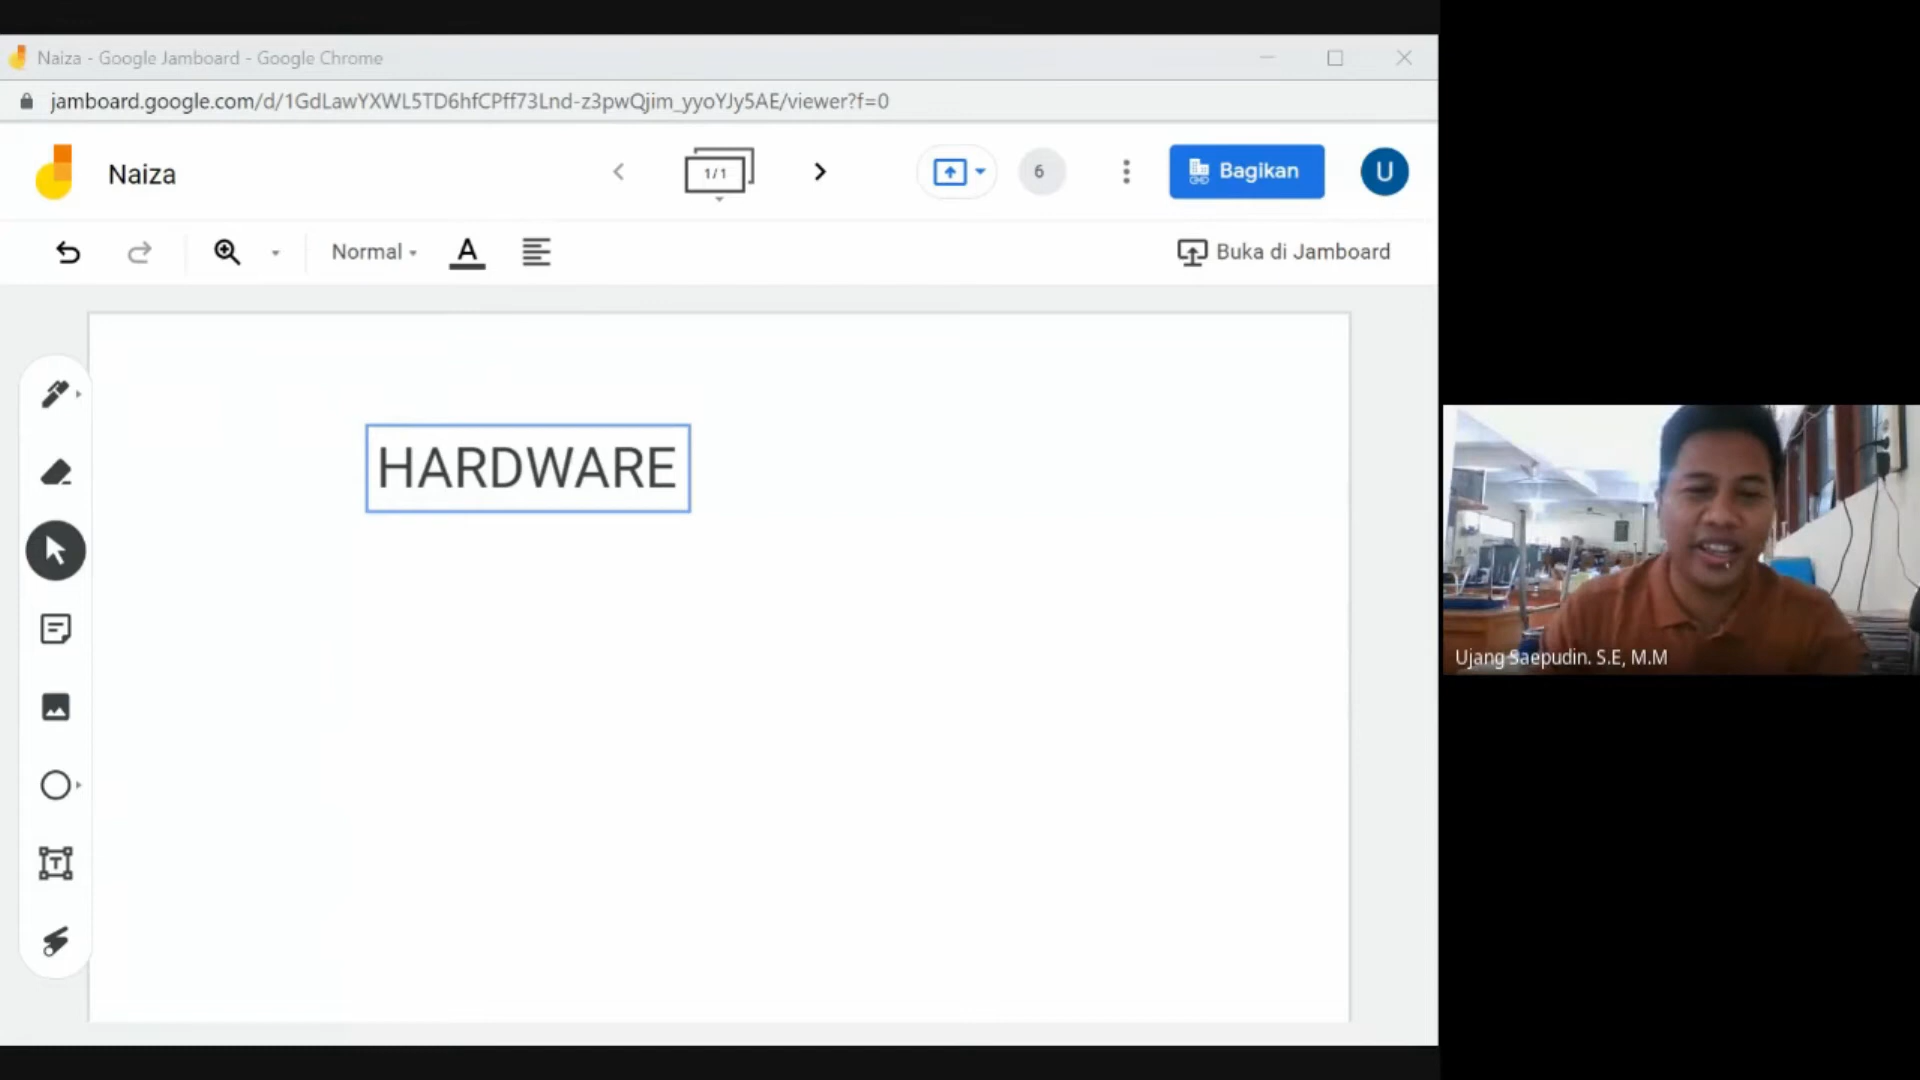 Naiza - Google Jamboard - Google Chrome
jamboard.google.com/d/1GdLawYXWL5TD6hfCPff73Lnd-z3pwQjim_yyoYJy5AE/viewer?f=0
Naiza
1/1
6
Bagikan
U
Normal
A
Buka di Jamboard
HARDWARE
T
Ujang Saepudin. S.E, M.M